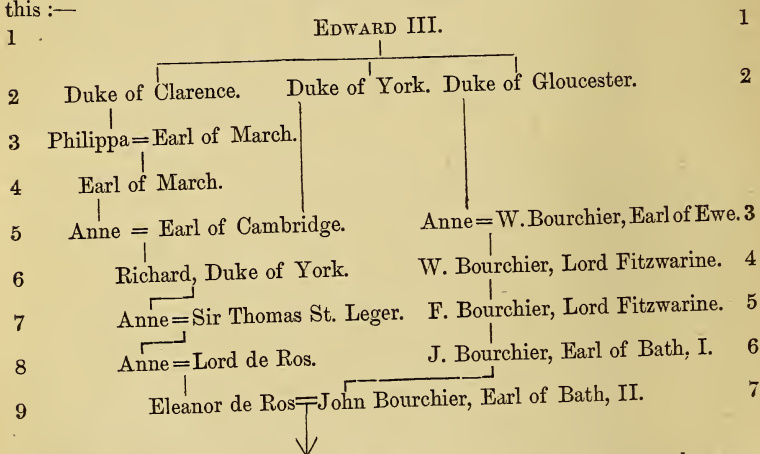 this :—
1 EDWARD III. 1
2 Duke of Clarence. Duke of York. Duke of Gloucester. 2
3 Philippa=Earl of March.
4 Earl of March.
5 Anne = Earl of Cambridge. Anne=W. Bourchier, Earl of Ewe. 3
6 Richard, Duke of York. W. Bourchier, Lord Fitzwarine. 4
7 Anne=Sir Thomas St. Leger. F. Bourchier, Lord Fitzwarine. 5
8 Anne=Lord de Ros. J. Bourchier, Earl of Bath, I. 6
9 Eleanor de Ros=John Bourchier, Earl of Bath, II. 7